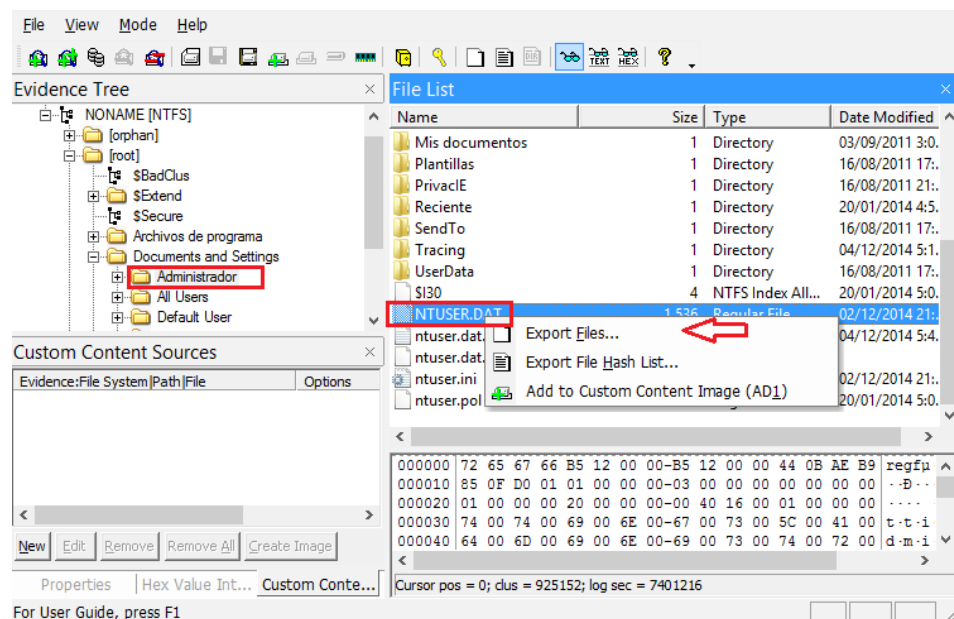 File View Mode Help
TEXT HEX
Evidence Tree
NONAME [NTFS]
[orphan]
[root]
$BadClus
$Extend
$Secure
Archivos de programa
Documents and Settings
Administrador
All Users
Default User
Custom Content Sources
Evidence:File System|Path|File Options
New Edit Remove Remove All Create Image
Properties Hex Value Int... Custom Conte...
For User Guide, press F1
File List
Name Size Type Date Modified
Mis documentos 1 Directory 03/09/2011 3:0.
Plantillas 1 Directory 16/08/2011 17:.
PrivacIE 1 Directory 16/08/2011 21:.
Reciente 1 Directory 20/01/2014 4:5.
SendTo 1 Directory 16/08/2011 17:.
Tracing 1 Directory 04/12/2014 5:1.
UserData 1 Directory 16/08/2011 17:.
$I30 4 NTFS Index All... 20/01/2014 5:0.
NTUSER.DAT 1.536 Regular File 02/12/2014 21:.
ntuser.dat. 04/12/2014 5:4.
ntuser.dat.
ntuser.ini 02/12/2014 21:.
ntuser.pol 20/01/2014 5:0.
Export Files...
Export File Hash List...
Add to Custom Content Image (AD1)
000000 72 65 67 66 B5 12 00 00-B5 12 00 00 44 0B AE B9 regfµ
000010 85 0F D0 01 01 00 00 00-03 00 00 00 00 00 00 00 ··Ð··
000020 01 00 00 00 20 00 00 00-00 40 16 00 01 00 00 00 ····
000030 74 00 74 00 69 00 6E 00-67 00 73 00 5C 00 41 00 t·t·i
000040 64 00 6D 00 69 00 6E 00-69 00 73 00 74 00 72 00 d·m·i
Cursor pos = 0; clus = 925152; log sec = 7401216